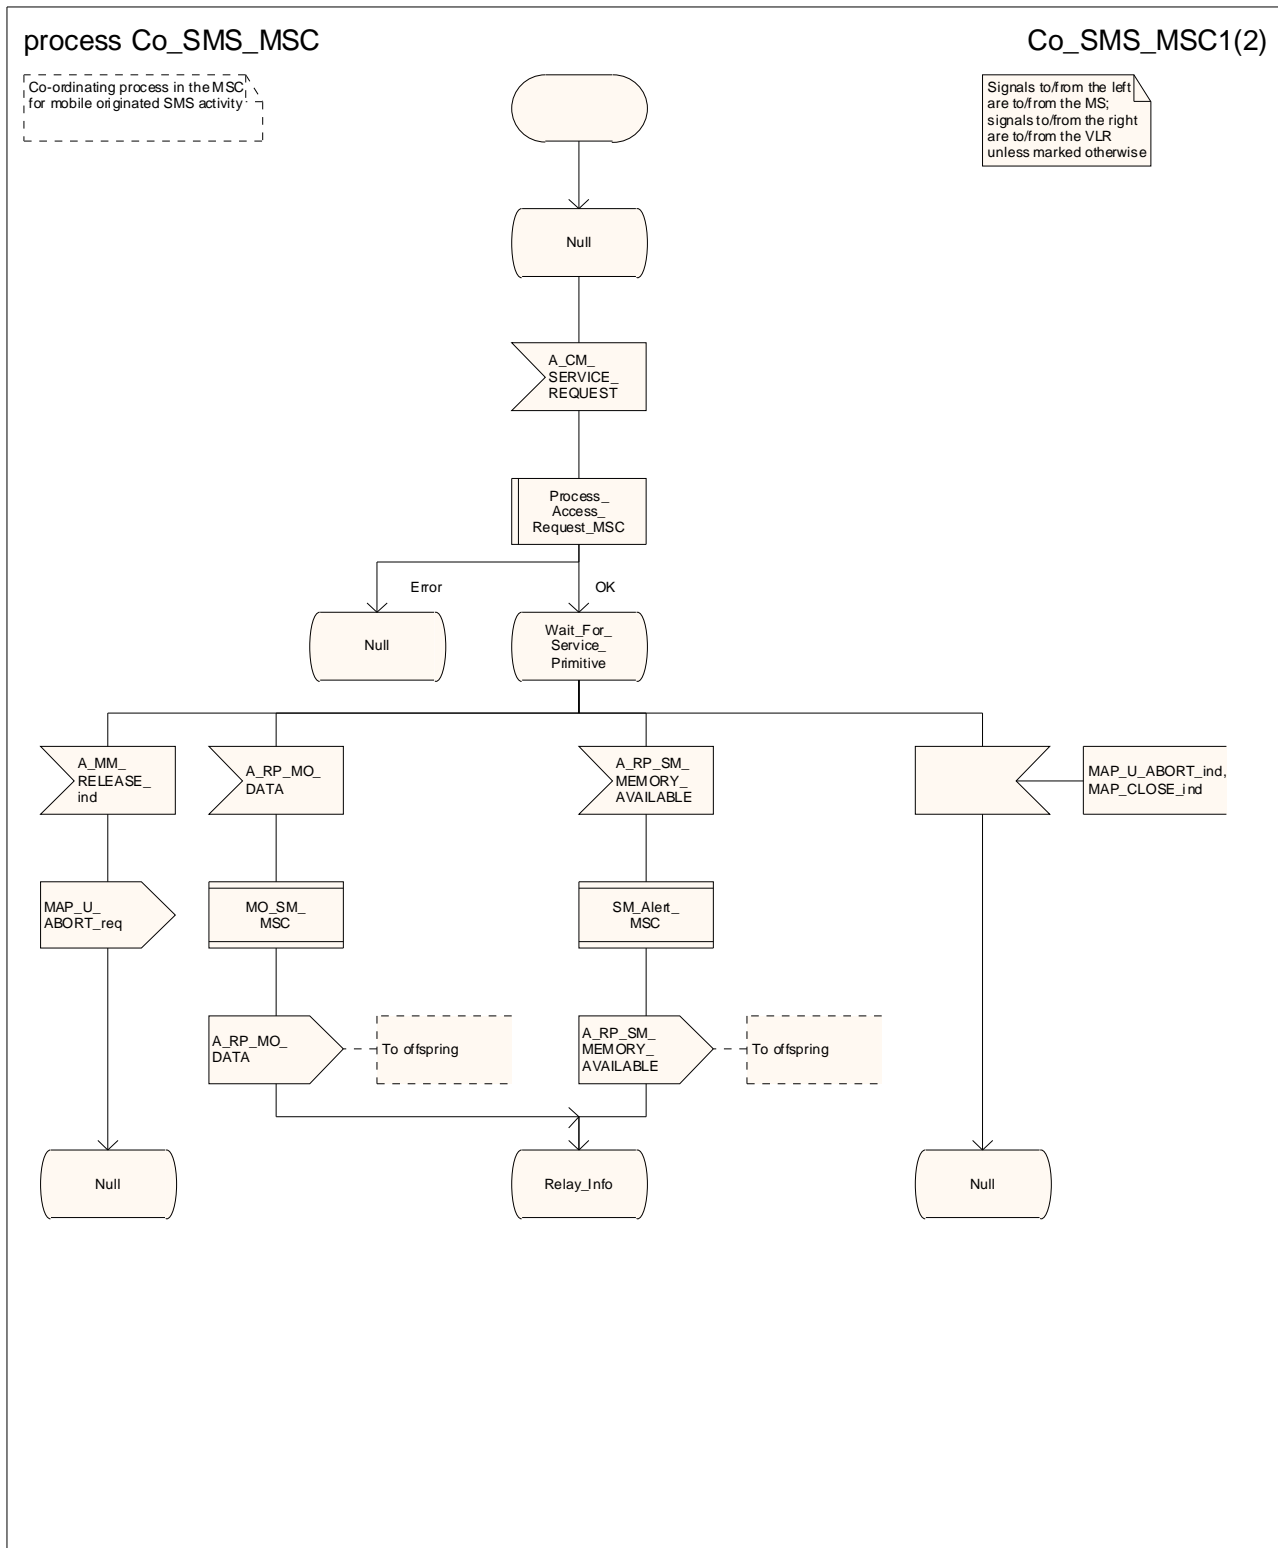 process Co_SMS_MSC
Co_SMS_MSC1(2)
Co-ordinating process in the MSC
for mobile originated SMS activity
Signals to/from the left
are to/from the MS;
signals to/from the right
are to/from the VLR
unless marked otherwise
Null
A_CM_
SERVICE_
REQUEST
Process_
Access_
Request_MSC
Error
OK
Null
Wait_For_
Service_
Primitive
A_MM_
RELEASE_
ind
A_RP_MO_
DATA
A_RP_SM_
MEMORY_
AVAILABLE
MAP_U_ABORT_ind,
MAP_CLOSE_ind
MAP_U_
ABORT_req
MO_SM_
MSC
SM_Alert_
MSC
A_RP_MO_
DATA
To offspring
A_RP_SM_
MEMORY_
AVAILABLE
To offspring
Null
Relay_Info
Null